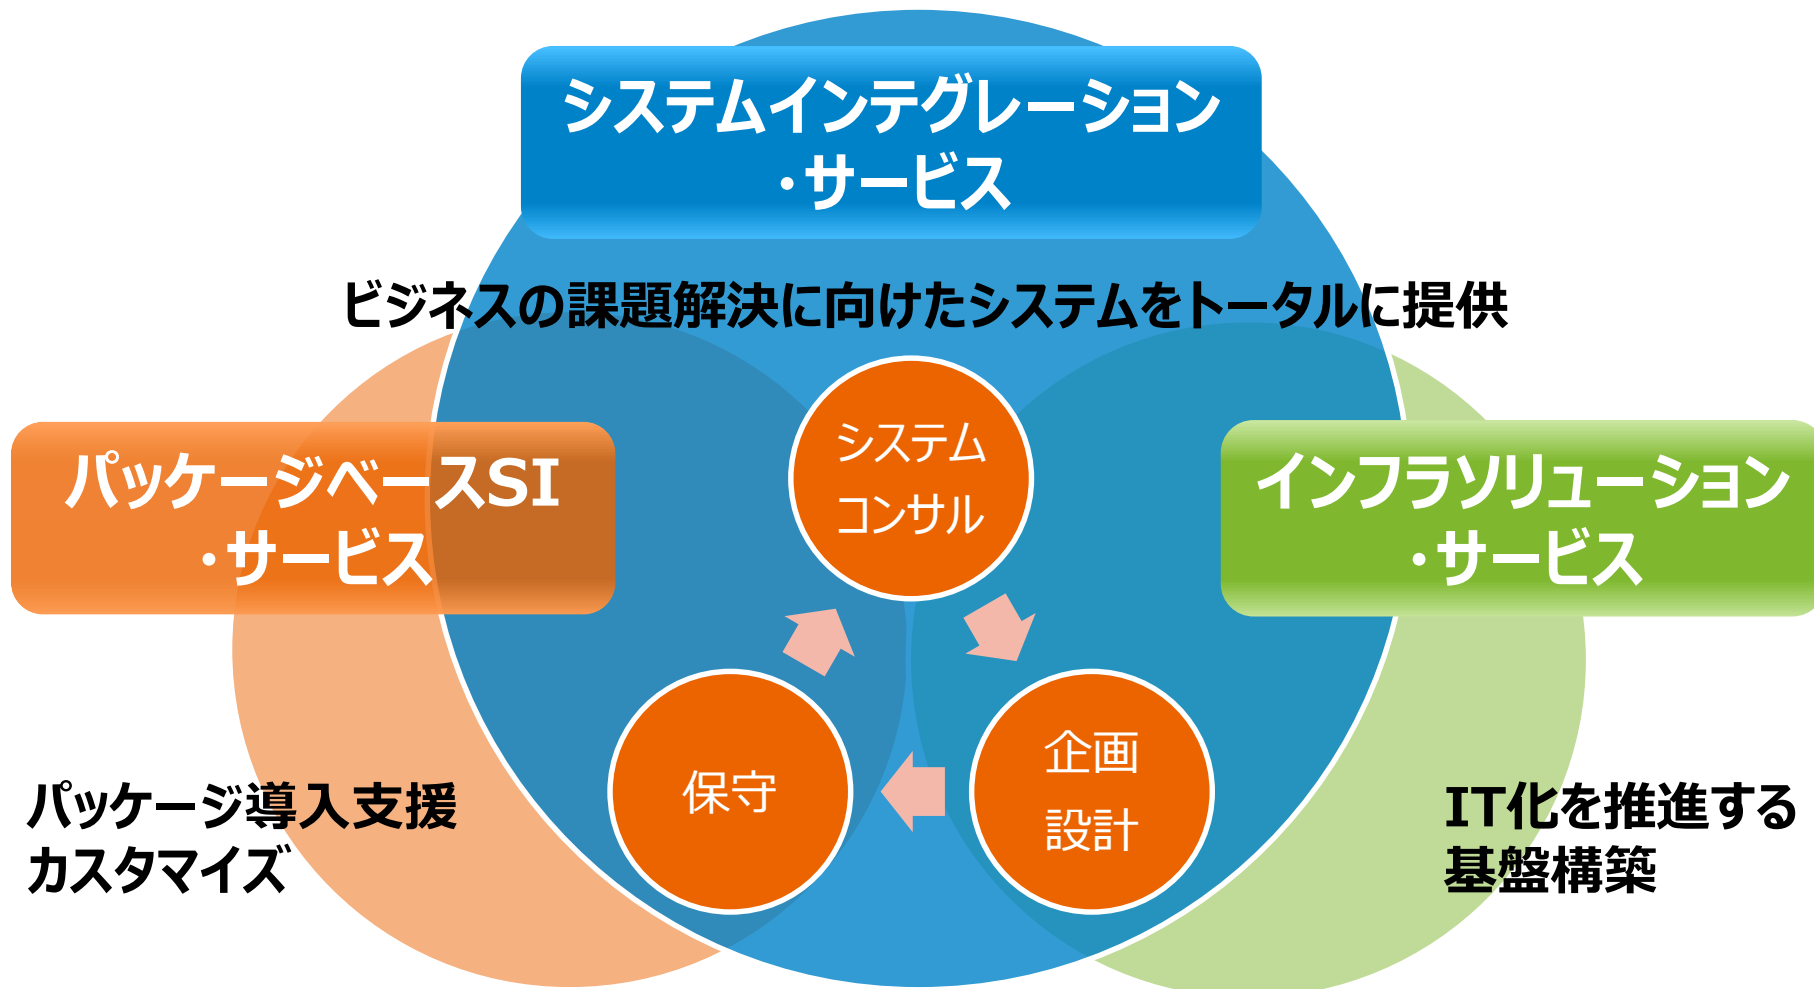 システムインテグレーション
・サービス
ビジネスの課題解決に向けたシステムをトータルに提供
パッケージベースSI
・サービス
システム
コンサル
インフラソリューション
・サービス
保守
企画
設計
パッケージ導入支援
カスタマイズ
IT化を推進する
基盤構築